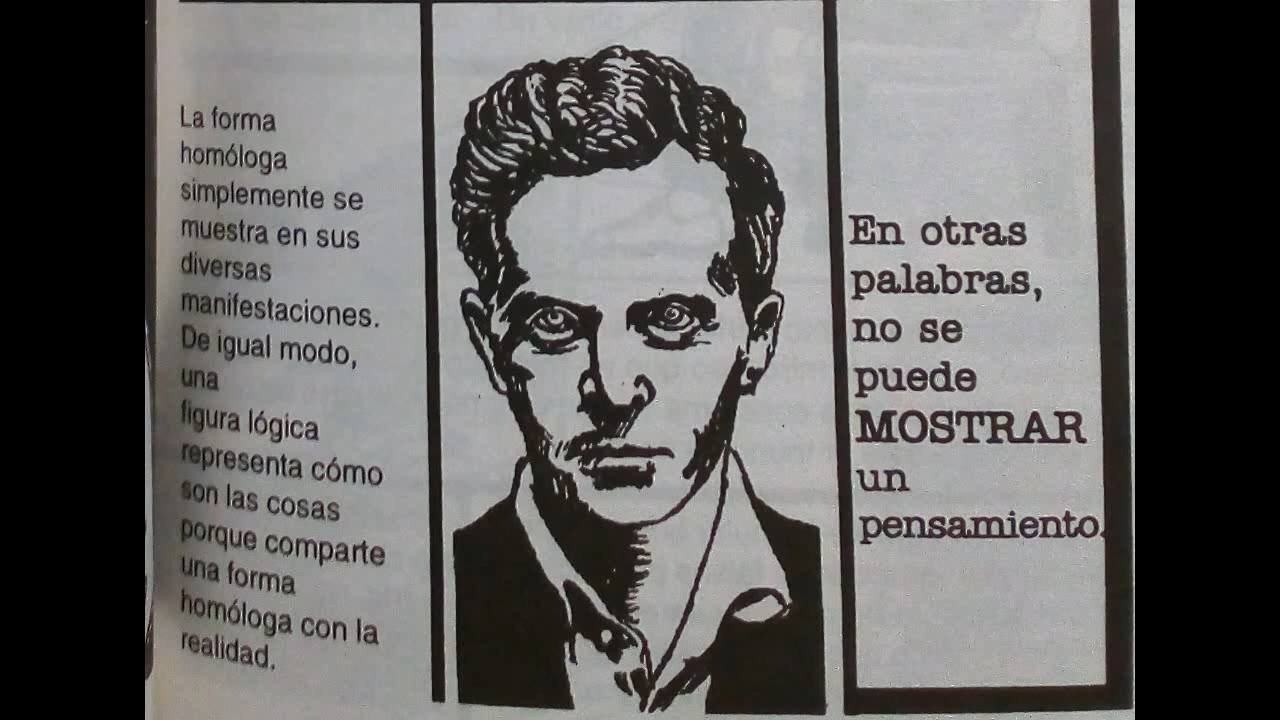 La forma
homóloga
simplemente se
muestra en sus
diversas
manifestaciones.
De igual modo,
una
figura lógica
representa cómo
son las cosas
porque comparte
una forma
homóloga con la
realidad.
En otras
palabras,
no se
puede
MOSTRAR
un
pensamiento.